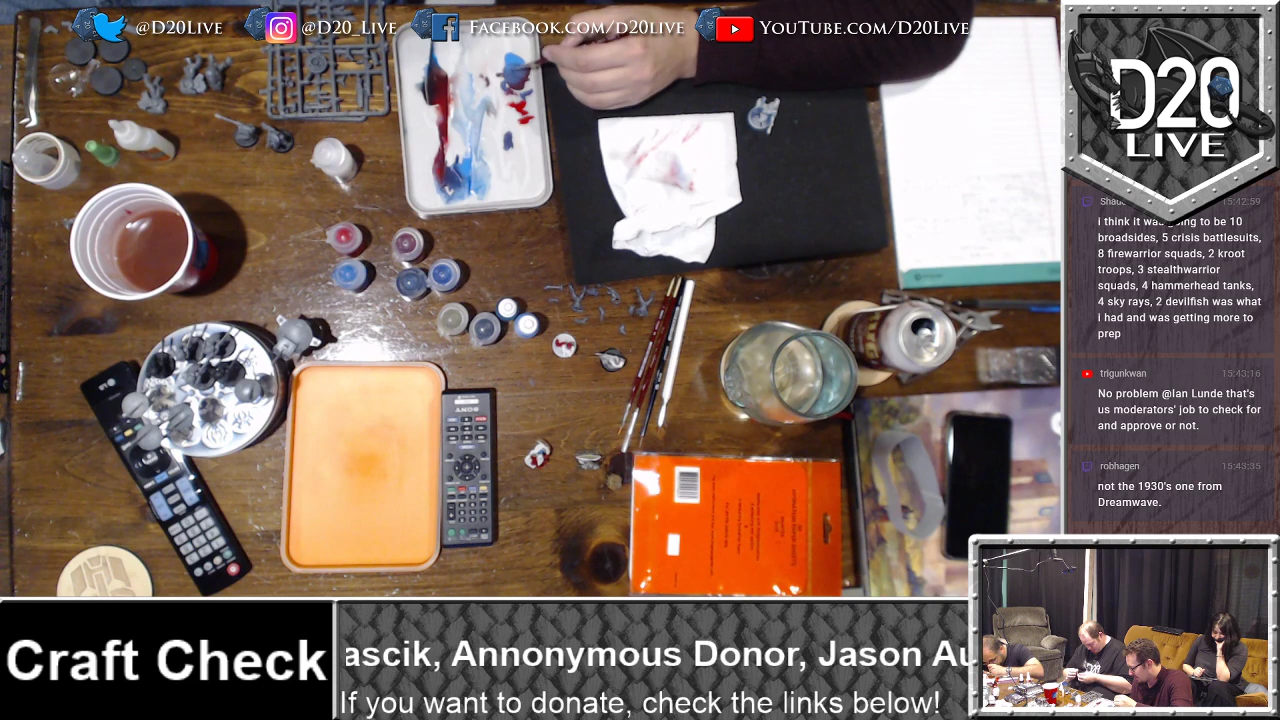 @D20Live
@D20_Live
Facebook.com/d20live
YouTube.com/D20Live
D20
LIVE
15:42:59
i think it was going to be 10
broadsides, 5 crisis battlesuits,
8 firewarrior squads, 2 kroot
troops, 3 stealthwarrior
squads, 4 hammerhead tanks,
4 sky rays, 2 devilfish was what
i had and was getting more to
prep
trigunkwan 15:43:16
No problem @Ian Lunde that's
us moderators' job to check for
and approve or not.
robhagen 15:43:35
not the 1930's one from
Dreamwave.
SONY
Craft Check
ascik, Annonymous Donor, Jason Au
If you want to donate, check the links below!